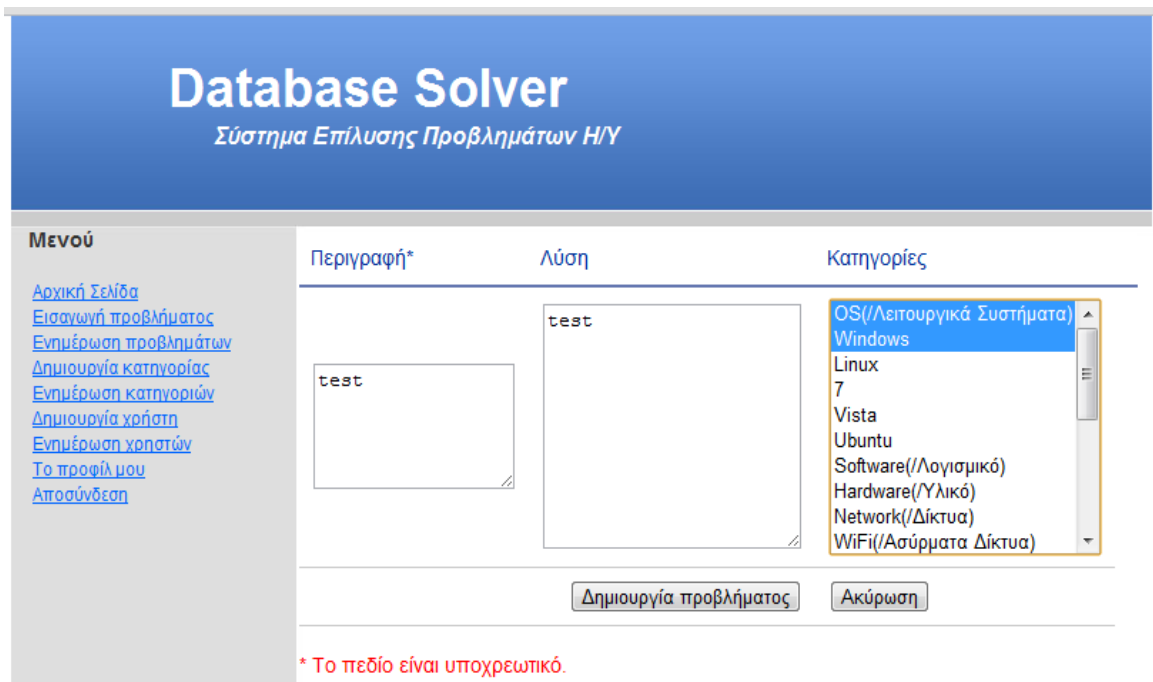 Database Solver
Σύστημα Επίλυσης Προβλημάτων Η/Υ
Μενού
Αρχική Σελίδα
Εισαγωγή προβλήματος
Ενημέρωση προβλημάτων
Δημιουργία κατηγορίας
Ενημέρωση κατηγοριών
Δημιουργία χρήστη
Ενημέρωση χρηστών
Το προφίλ μου
Αποσύνδεση
Περιγραφή* Λύση Κατηγορίες
test
test
OS(/Λειτουργικά Συστήματα)
Windows
Linux
7
Vista
Ubuntu
Software(/Λογισμικό)
Hardware(/Υλικό)
Network(/Δίκτυα)
WiFi(/Ασύρματα Δίκτυα)
Δημιουργία προβλήματος Ακύρωση
* Το πεδίο είναι υποχρεωτικό.